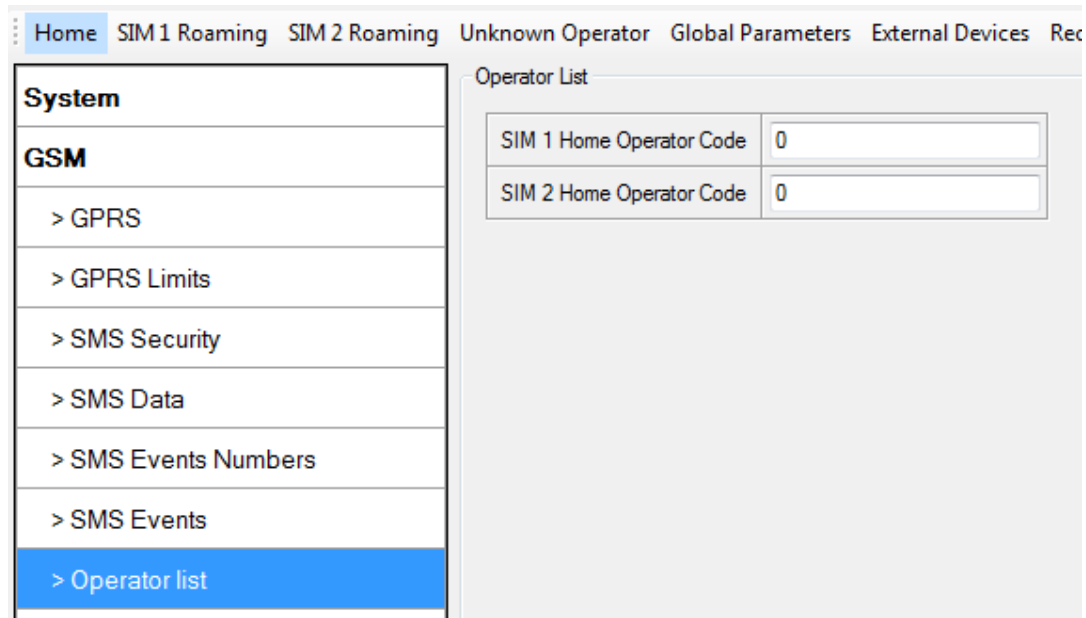 Home SIM 1 Roaming SIM 2 Roaming Unknown Operator Global Parameters External Devices Rec
System
GSM
> GPRS
> GPRS Limits
> SMS Security
> SMS Data
> SMS Events Numbers
> SMS Events
> Operator list
Operator List
SIM 1 Home Operator Code 0
SIM 2 Home Operator Code 0